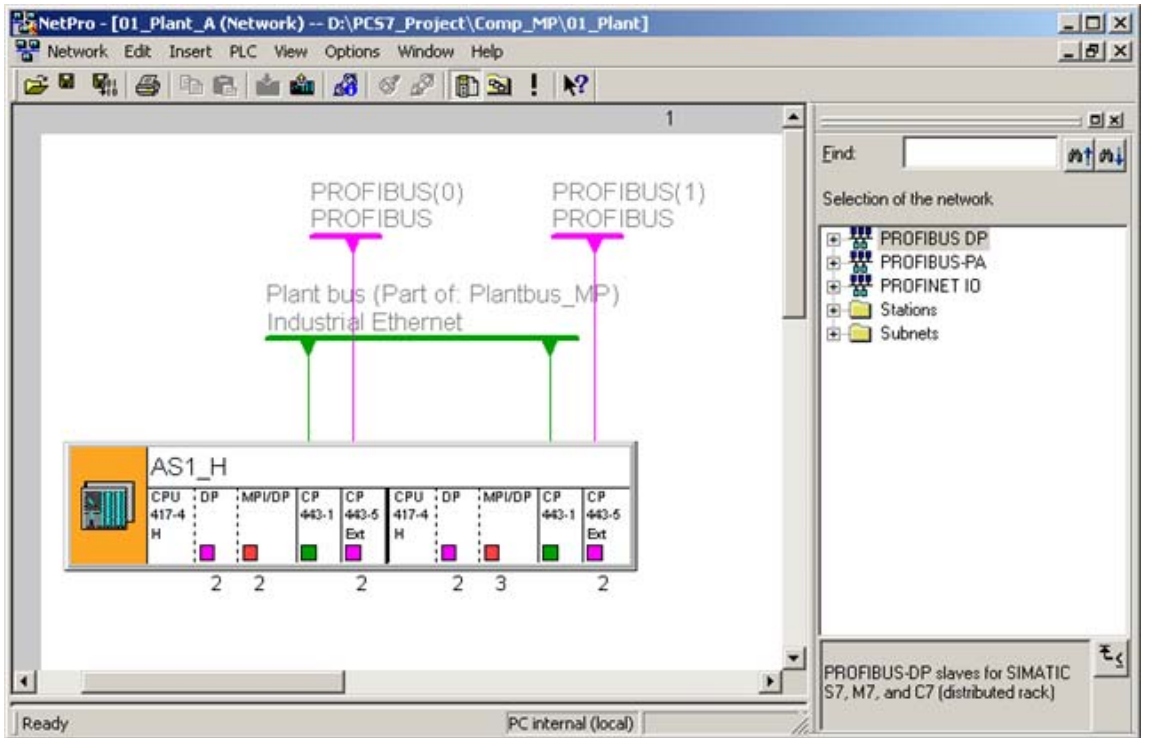 NetPro - [01_Plant_A (Network) -- D:\PCS7_Project\Comp_MP\01_Plant]
Network Edit Insert PLC View Options Window Help
1
PROFIBUS(0)
PROFIBUS
PROFIBUS(1)
PROFIBUS
Plant bus (Part of: Plantbus_MP)
Industrial Ethernet
AS1_H
CPU 417-4 H
DP
MPI/DP
CP 443-1
CP 443-5 Ext
CPU 417-4 H
DP
MPI/DP
CP 443-1
CP 443-5 Ext
2 2 2 2 3 2
Find:
Selection of the network
PROFIBUS DP
PROFIBUS-PA
PROFINET IO
Stations
Subnets
PROFIBUS-DP slaves for SIMATIC
S7, M7, and C7 (distributed rack)
Ready
PC internal (local)